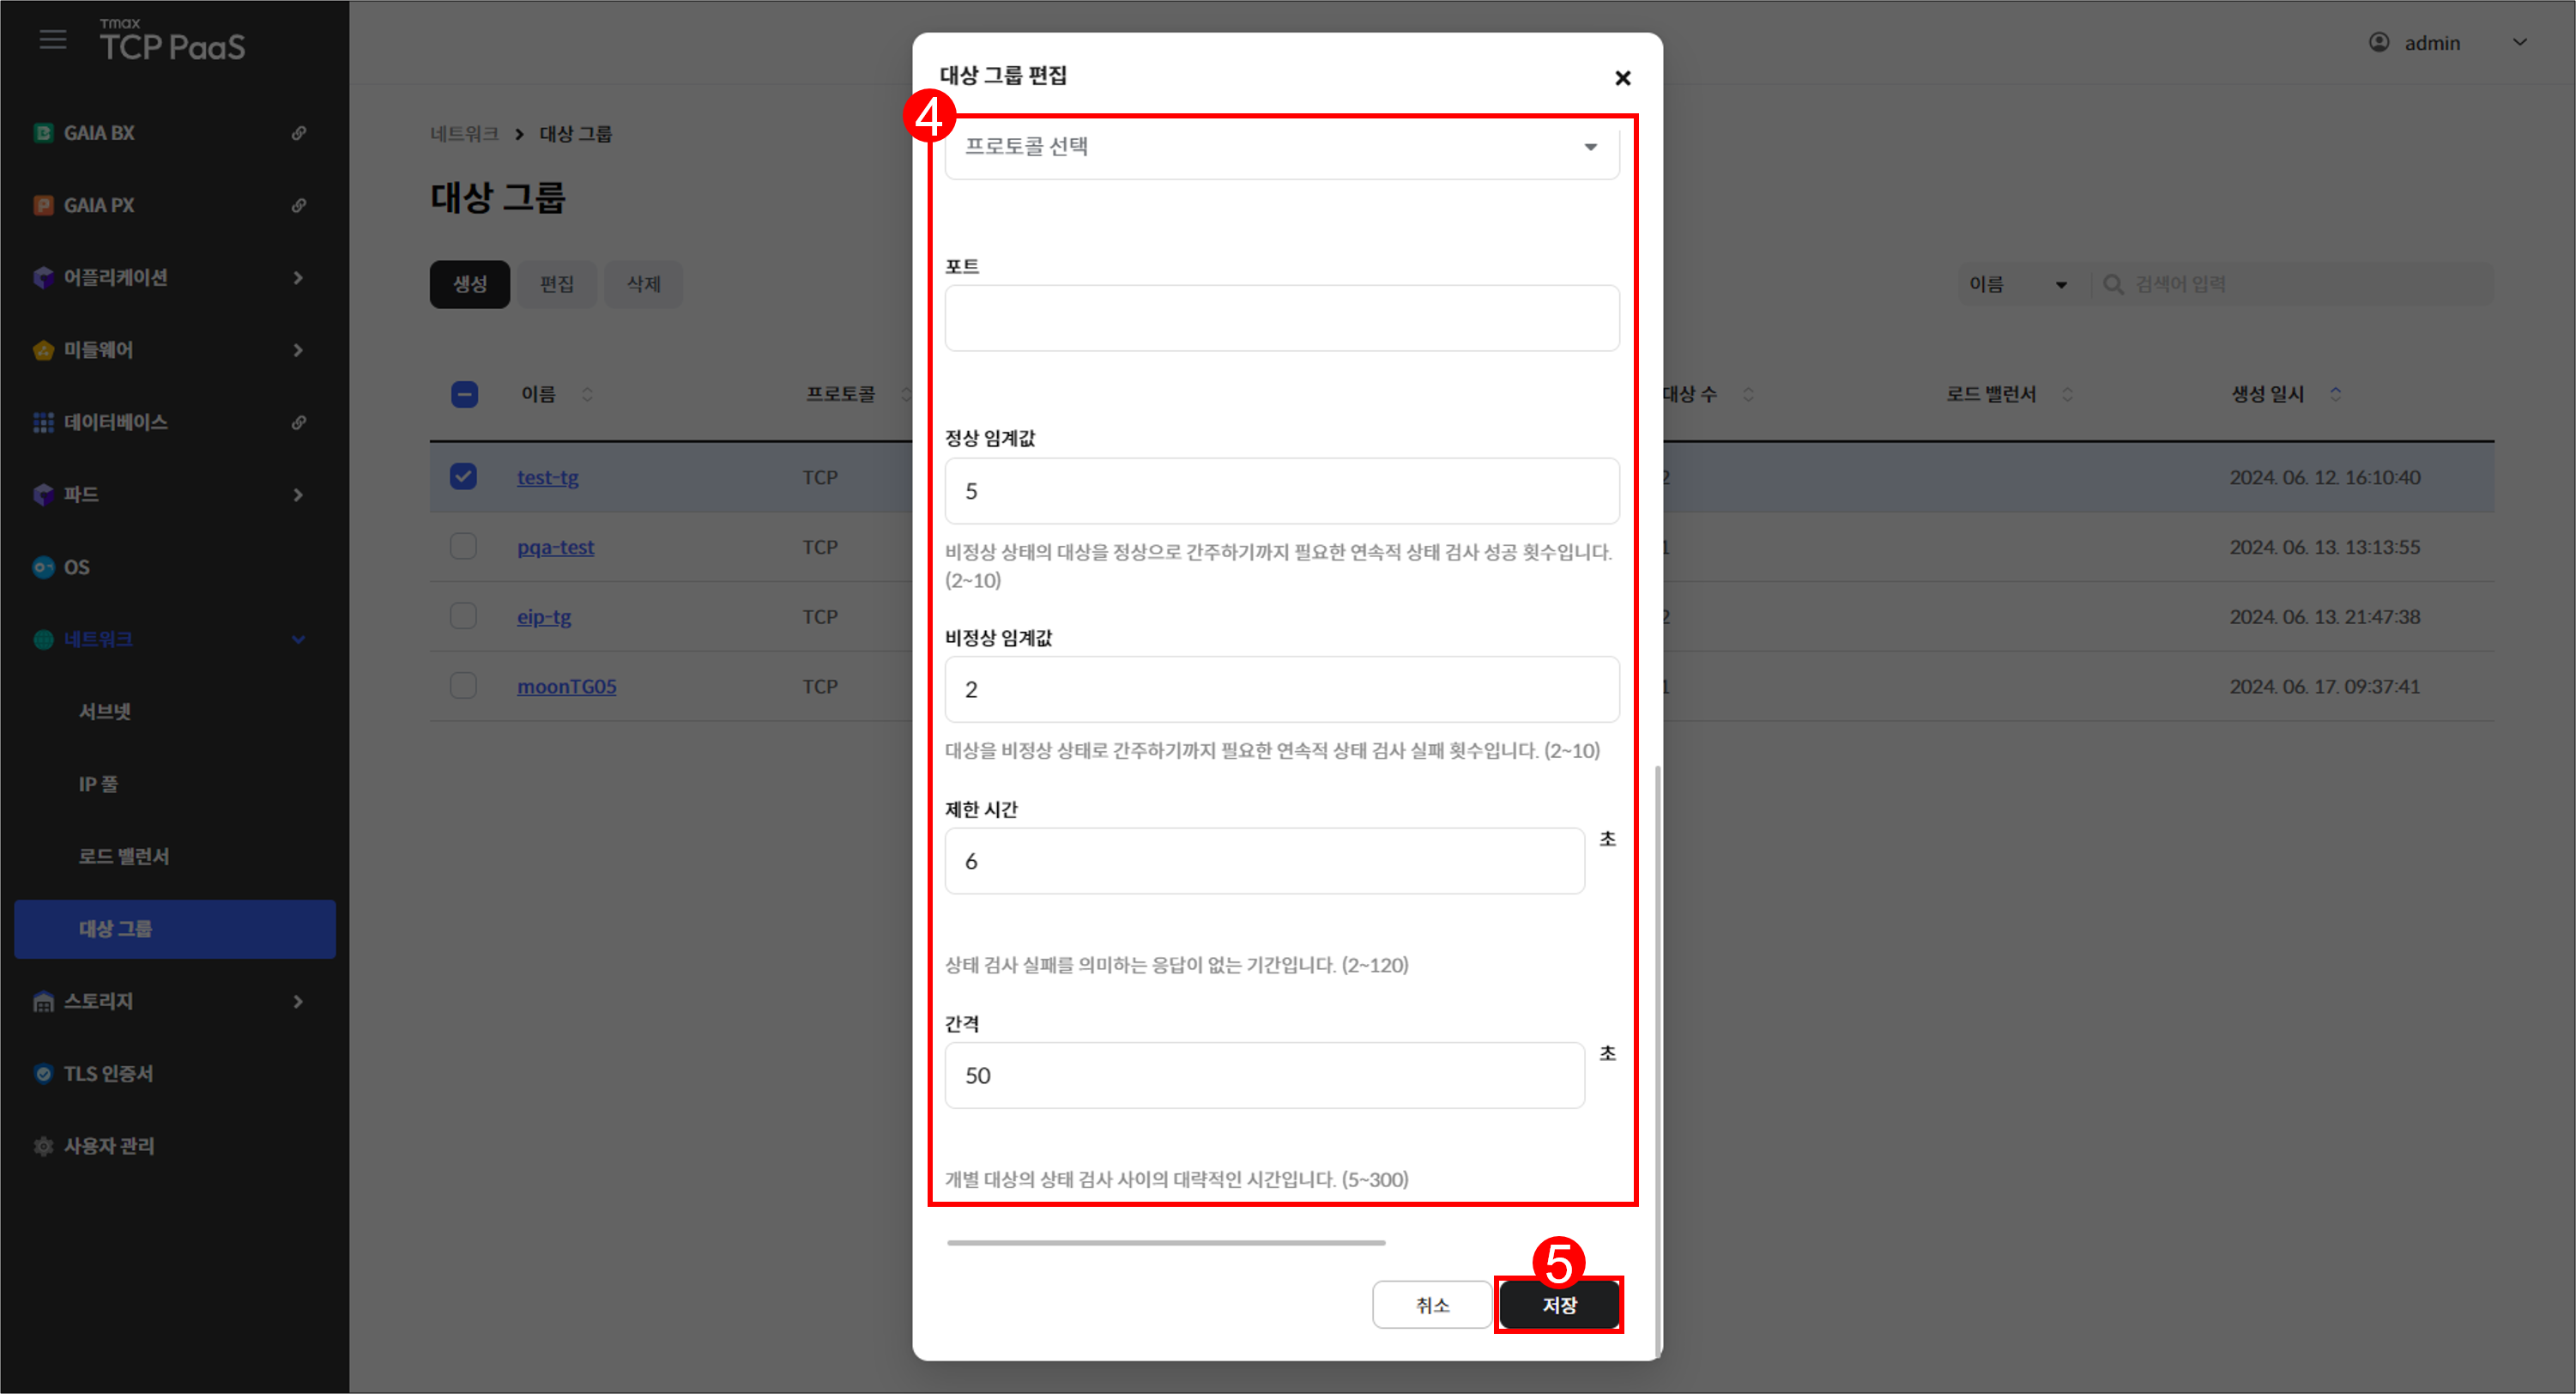 Tmax
TCP PaaS
admin
GAIA BX
GAIA PX
어플리케이션
미들웨어
데이터베이스
파드
OS
네트워크
서브넷
IP 풀
로드 밸런서
대상 그룹
스토리지
TLS 인증서
사용자 관리
네트워크 > 대상 그룹
대상 그룹
생성 편집 삭제
이름 검색어 입력
이름 프로토콜 대상 수 로드 밸런서 생성 일시
test-tg TCP 2 2024. 06. 12. 16:10:40
pqa-test TCP 1 2024. 06. 13. 13:13:55
eip-tg TCP 2 2024. 06. 13. 21:47:38
moonTG05 TCP 1 2024. 06. 17. 09:37:41
대상 그룹 편집
4
프로토콜 선택
포트
정상 임계값
5
비정상 상태의 대상을 정상으로 간주하기까지 필요한 연속적 상태 검사 성공 횟수입니다.
(2~10)
비정상 임계값
2
대상을 비정상 상태로 간주하기까지 필요한 연속적 상태 검사 실패 횟수입니다. (2~10)
제한 시간
6 초
상태 검사 실패를 의미하는 응답이 없는 기간입니다. (2~120)
간격
50 초
개별 대상의 상태 검사 사이의 대략적인 시간입니다. (5~300)
5
취소 저장